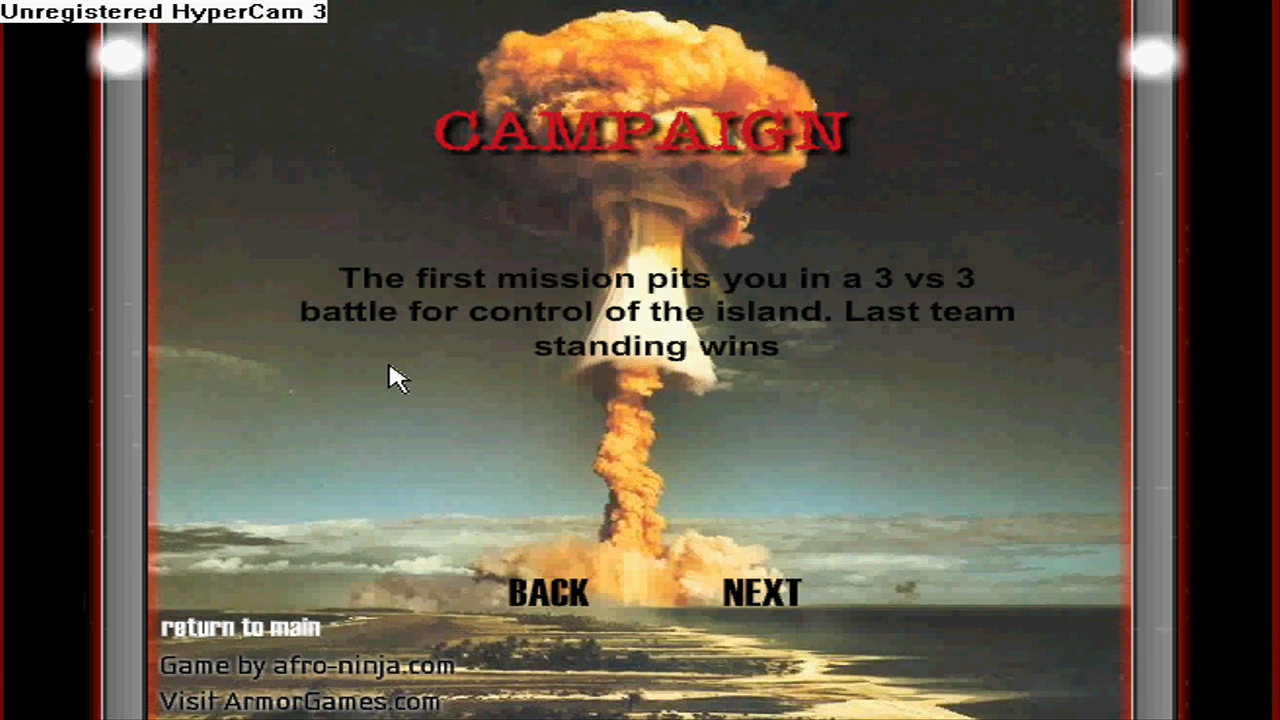 Unregistered HyperCam 3
CAMPAIGN
The first mission pits you in a 3 vs 3
battle for control of the island. Last team
standing wins
BACK NEXT
return to main
Game by afro-ninja.com
Visit ArmorGames.com